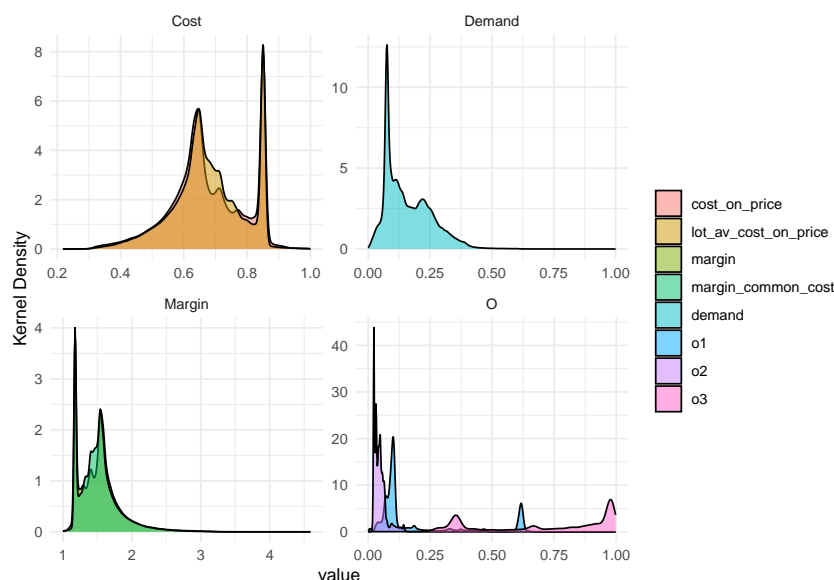 Cost
Demand
8
6
4
2
0
0.2 0.4 0.6 0.8 1.0
10
5
0
0.00 0.25 0.50 0.75 1.00
Kernel Density
Margin
O
4
3
2
1
0
1 2 3 4
40
30
20
10
0
0.00 0.25 0.50 0.75 1.00
value
cost_on_price
lot_av_cost_on_price
margin
margin_common_cost
demand
o1
o2
o3